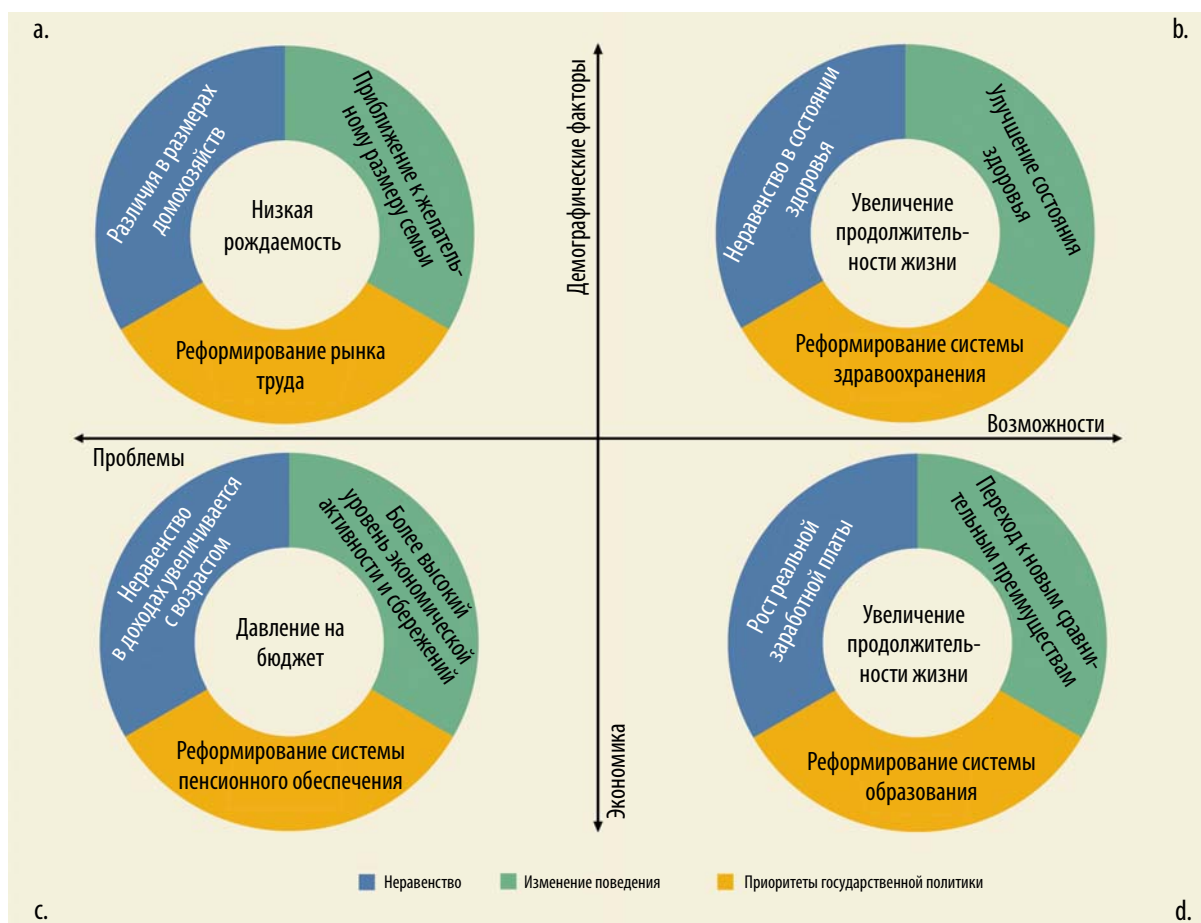 a.
b.
Различия в размерах
домохозяйств
Приближение к желатель-
ному размеру семьи
Низкая
рождаемость
Реформирование рынка
труда
Демографические факторы
Неравенство в состоянии
здоровья
Улучшение состояния
здоровья
Увеличение
продолжитель-
ности жизни
Реформирование системы
здравоохранения
Проблемы
Возможности
Неравенство
в доходах увеличивается
с возрастом
Более высокий
уровень экономической
активности и сбережений
Давление на
бюджет
Реформирование системы
пенсионного обеспечения
Экономика
Рост реальной
заработной платы
Переход к новым сравни-
тельным преимуществам
Увеличение
продолжитель-
ности жизни
Реформирование системы
образования
Неравенство
Изменение поведения
Приоритеты государственной политики
c.
d.